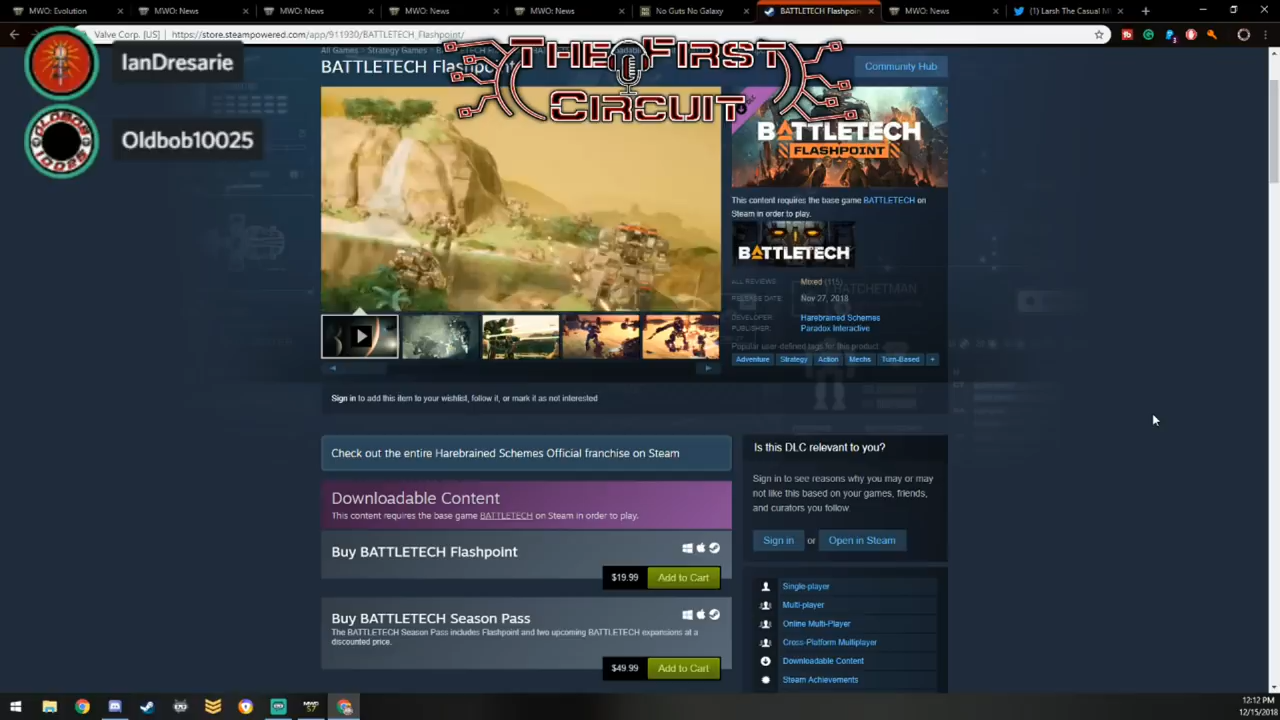 MWO: Evolution
MWO: News
MWO: News
MWO: News
MWO: News
No Guts No Galaxy
BATTLETECH Flashpoint
MWO: News
(1) Larsh The Casual M
Valve Corp. [US] | https://store.steampowered.com/app/911930/BATTLETECH_Flashpoint/
IanDresarie
Oldbob10025
THE FIRST
CIRCUIT
All Games > Strategy Games >
BATTLETECH Flashpoint
Community Hub
BATTLETECH
FLASHPOINT
This content requires the base game BATTLETECH on
Steam in order to play.
BATTLETECH
ALL REVIEWS: Mixed (115)
RELEASE DATE: Nov 27, 2018
DEVELOPER: Harebrained Schemes
PUBLISHER: Paradox Interactive
Popular user-defined tags for this product:
Adventure Strategy Action Mechs Turn-Based +
HATCHETMAN
Sign in to add this item to your wishlist, follow it, or mark it as not interested
Check out the entire Harebrained Schemes Official franchise on Steam
Downloadable Content
This content requires the base game BATTLETECH on Steam in order to play.
Buy BATTLETECH Flashpoint
$19.99 Add to Cart
Buy BATTLETECH Season Pass
The BATTLETECH Season Pass includes Flashpoint and two upcoming BATTLETECH expansions at a
discounted price.
$49.99 Add to Cart
Is this DLC relevant to you?
Sign in to see reasons why you may or may
not like this based on your games, friends,
and curators you follow.
Sign in or Open in Steam
Single-player
Multi-player
Online Multi-Player
Cross-Platform Multiplayer
Downloadable Content
Steam Achievements
12:12 PM
12/15/2018